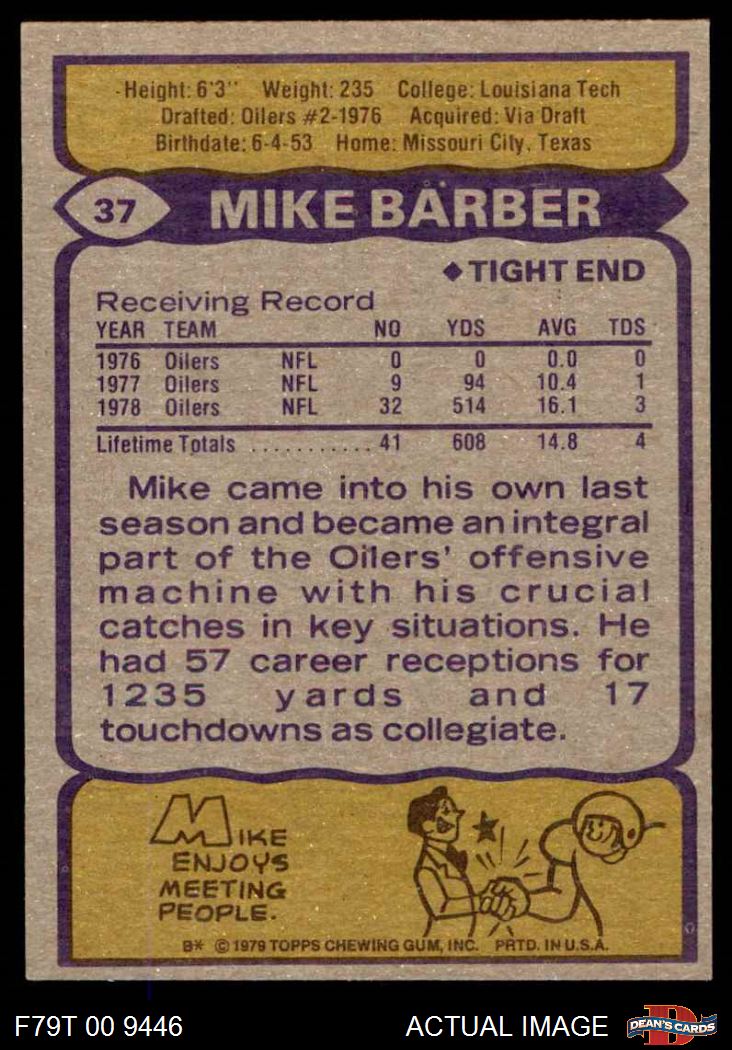 Height: 6'3" Weight: 235 College: Louisiana Tech
Drafted: Oilers #2-1976 Acquired: Via Draft
Birthdate: 6-4-53 Home: Missouri City, Texas
37 MIKE BARBER
◆TIGHT END
Receiving Record
YEAR TEAM NO YDS AVG TDS
1976 Oilers NFL 0 0 0.0 0
1977 Oilers NFL 9 94 10.4 1
1978 Oilers NFL 32 514 16.1 3
Lifetime Totals ........... 41 608 14.8 4
Mike came into his own last
season and became an integral
part of the Oilers' offensive
machine with his crucial
catches in key situations. He
had 57 career receptions for
1235 yards and 17
touchdowns as collegiate.
MIKE
ENJOYS
MEETING
PEOPLE.
B* © 1979 TOPPS CHEWING GUM, INC. PRTD. IN U.S.A.
F79T 00 9446 ACTUAL IMAGE DEAN'S CARDS